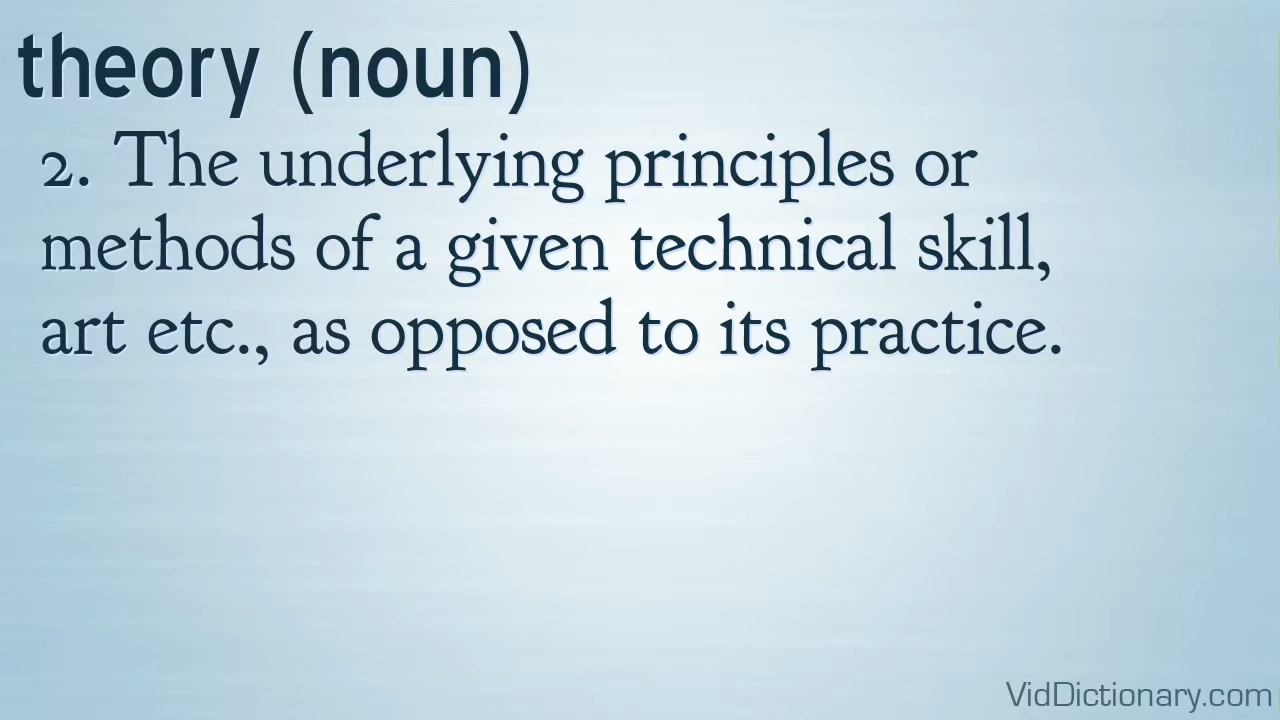 theory (noun)
2. The underlying principles or
methods of a given technical skill,
art etc., as opposed to its practice.
VidDictionary.com